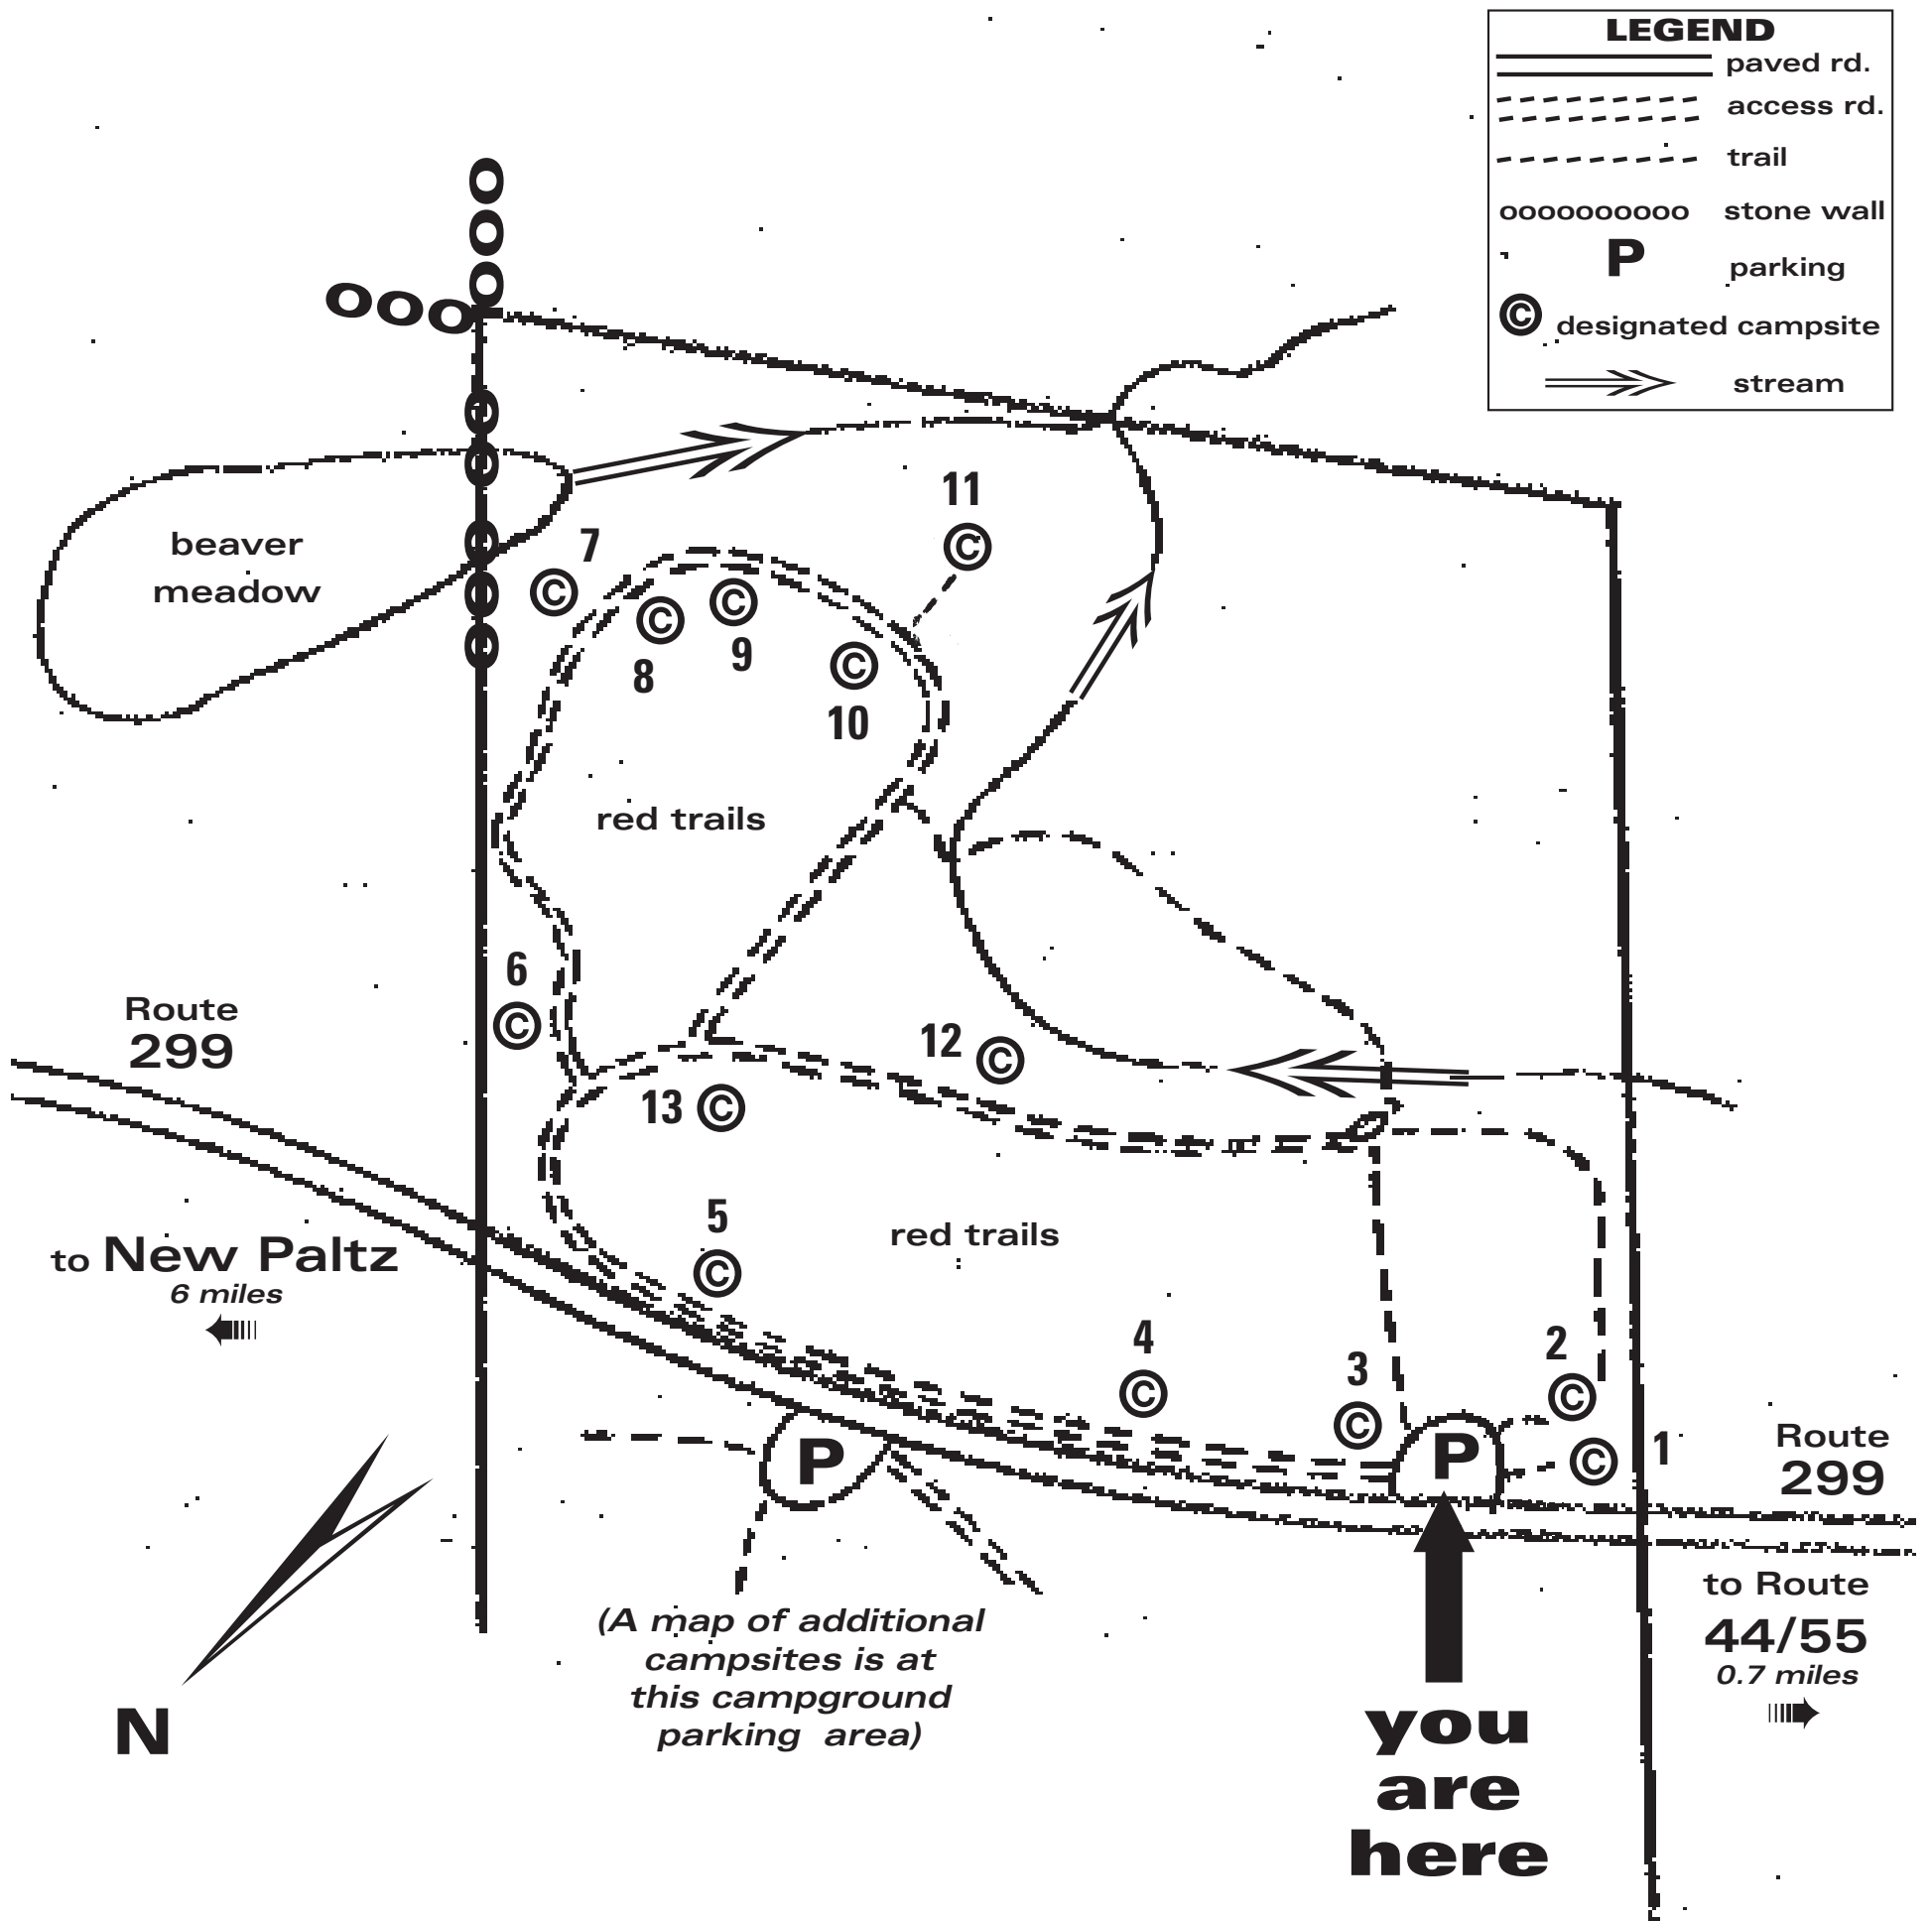 LEGEND
paved rd.
access rd.
trail
oooooooooo stone wall
P parking
© designated campsite
stream
beaver
meadow
7
©
8
©
9
©
10
©
11
©
red trails
6
©
12 ©
13 ©
Route
299
to New Paltz
6 miles
5
©
red trails
4
©
3
©
2
©
1
©
P
P
Route
299
to Route
44/55
0.7 miles
(A map of additional
campsites is at
this campground
parking area)
N
you
are
here